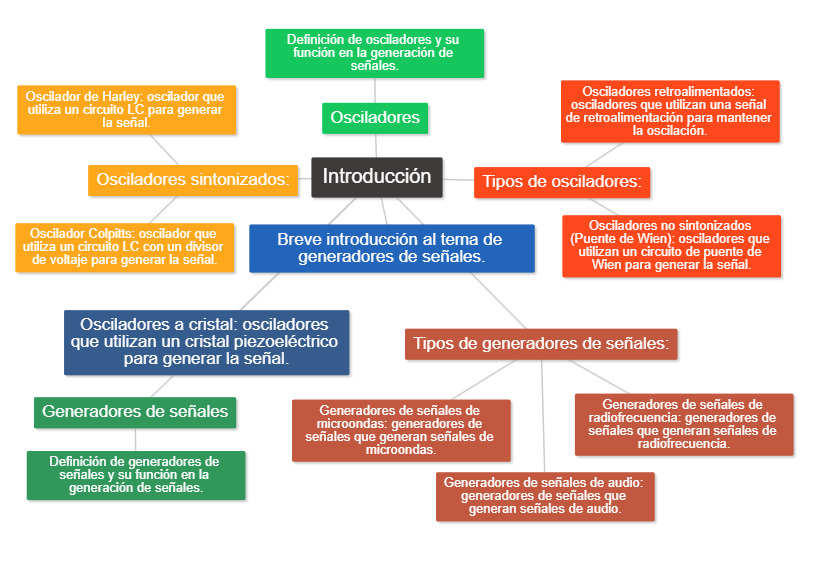 Definición de osciladores y su
función en la generación de
señales.
Osciladores
Oscilador de Harley: oscilador que
utiliza un circuito LC para generar
la señal.
Osciladores sintonizados:
Oscilador Colpitts: oscilador que
utiliza un circuito LC con un divisor
de voltaje para generar la señal.
Introducción
Osciladores retroalimentados:
osciladores que utilizan una señal
de retroalimentación para mantener
la oscilación.
Tipos de osciladores:
Osciladores no sintonizados
(Puente de Wien): osciladores que
utilizan un circuito de puente de
Wien para generar la señal.
Breve introducción al tema de
generadores de señales.
Osciladores a cristal: osciladores
que utilizan un cristal piezoeléctrico
para generar la señal.
Generadores de señales
Definición de generadores de
señales y su función en la
generación de señales.
Tipos de generadores de señales:
Generadores de señales de
microondas: generadores de
señales que generan señales de
microondas.
Generadores de señales de audio:
generadores de señales que
generan señales de audio.
Generadores de señales de
radiofrecuencia: generadores de
señales que generan señales de
radiofrecuencia.